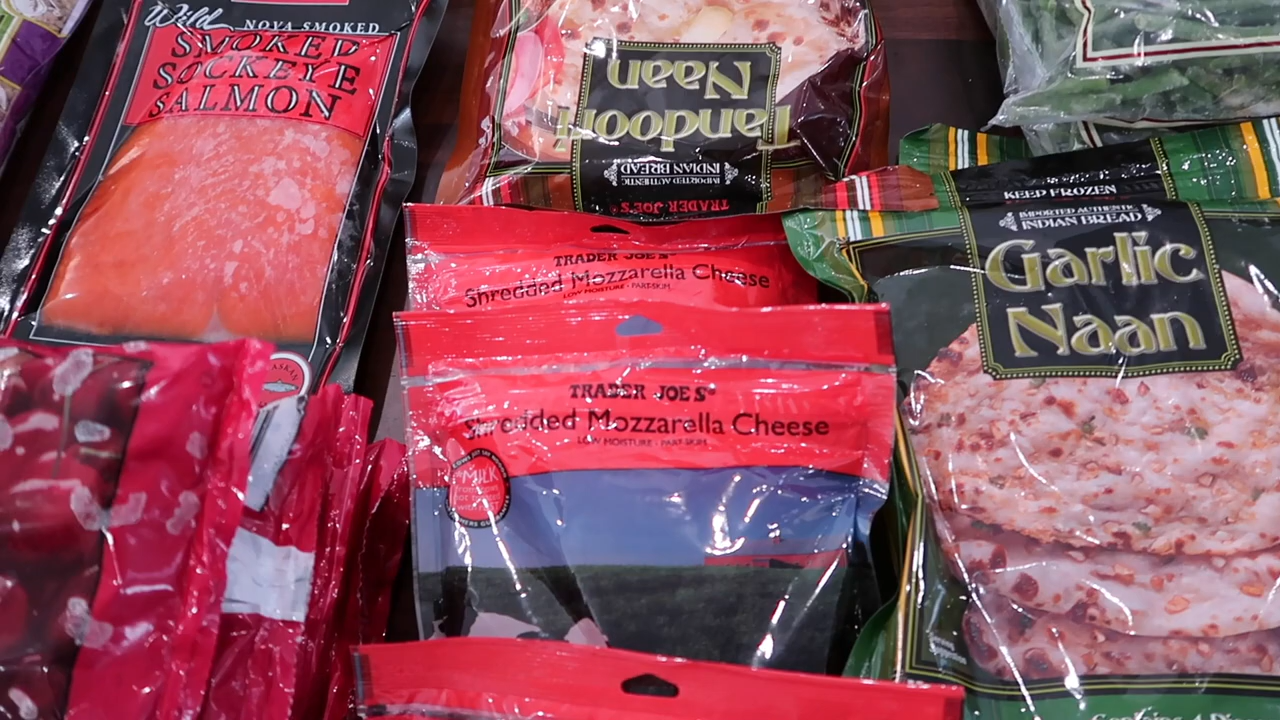 Wild NOVA SMOKED
SMOKED
SOCKEYE
SALMON
TRADER JOE'S
IMPORTED AUTHENTIC
INDIAN BREAD
Tandoori
Naan
KEEP FROZEN
IMPORTED AUTHENTIC
INDIAN BREAD
Garlic
Naan
TRADER JOE'S®
Shredded Mozzarella Cheese
LOW MOISTURE · PART-SKIM
TRADER JOE'S®
Shredded Mozzarella Cheese
LOW MOISTURE · PART-SKIM
MILK